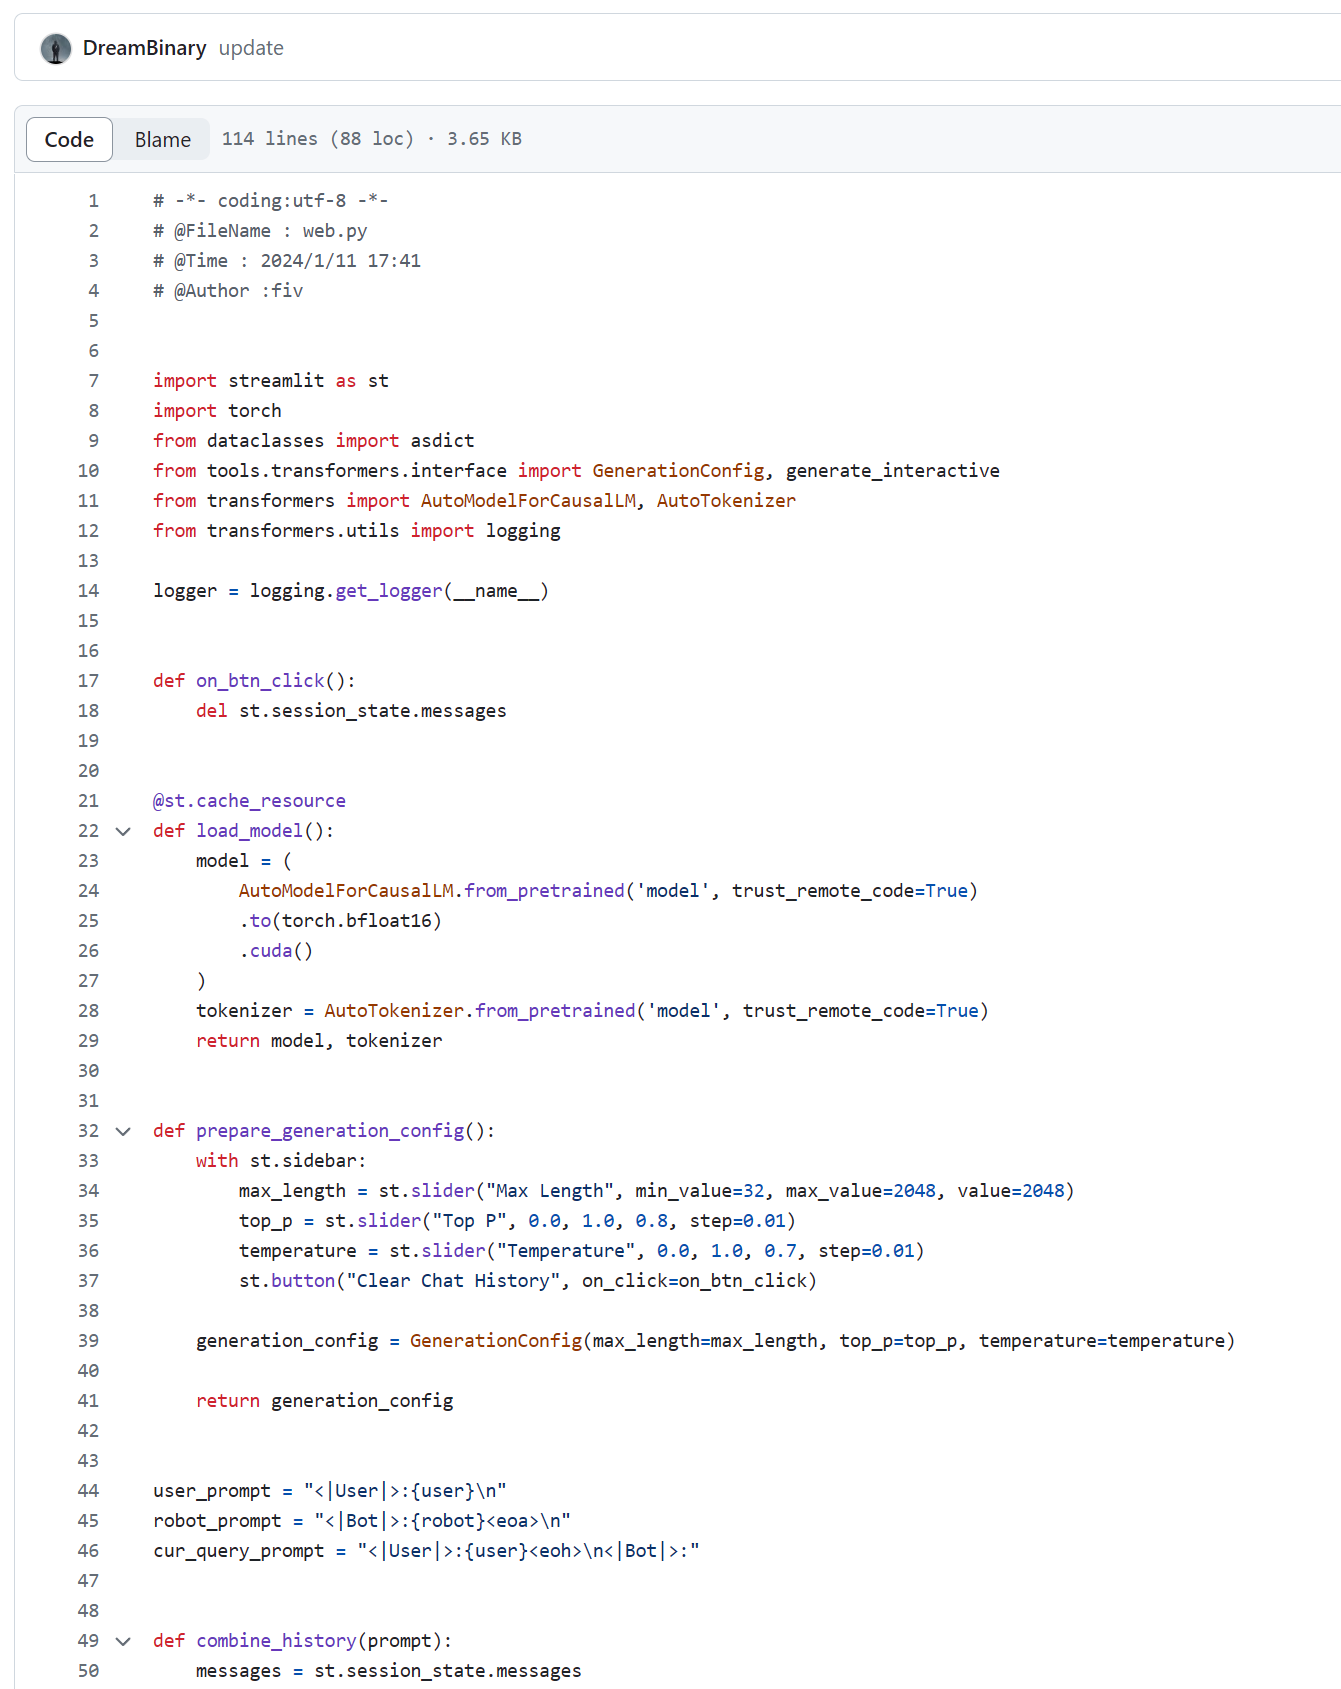 DreamBinary update
Code Blame 114 lines (88 loc) · 3.65 KB
1 # -*- coding:utf-8 -*-
2 # @FileName : web.py
3 # @Time : 2024/1/11 17:41
4 # @Author :fiv
5
6
7 import streamlit as st
8 import torch
9 from dataclasses import asdict
10 from tools.transformers.interface import GenerationConfig, generate_interactive
11 from transformers import AutoModelForCausalLM, AutoTokenizer
12 from transformers.utils import logging
13
14 logger = logging.get_logger(__name__)
15
16
17 def on_btn_click():
18     del st.session_state.messages
19
20
21 @st.cache_resource
22 def load_model():
23     model = (
24         AutoModelForCausalLM.from_pretrained('model', trust_remote_code=True)
25         .to(torch.bfloat16)
26         .cuda()
27     )
28     tokenizer = AutoTokenizer.from_pretrained('model', trust_remote_code=True)
29     return model, tokenizer
30
31
32 def prepare_generation_config():
33     with st.sidebar:
34         max_length = st.slider("Max Length", min_value=32, max_value=2048, value=2048)
35         top_p = st.slider("Top P", 0.0, 1.0, 0.8, step=0.01)
36         temperature = st.slider("Temperature", 0.0, 1.0, 0.7, step=0.01)
37         st.button("Clear Chat History", on_click=on_btn_click)
38
39     generation_config = GenerationConfig(max_length=max_length, top_p=top_p, temperature=temperature)
40
41     return generation_config
42
43
44 user_prompt = "<|User|>:{user}\n"
45 robot_prompt = "<|Bot|>:{robot}<eoa>\n"
46 cur_query_prompt = "<|User|>:{user}<eoh>\n<|Bot|>:"
47
48
49 def combine_history(prompt):
50     messages = st.session_state.messages